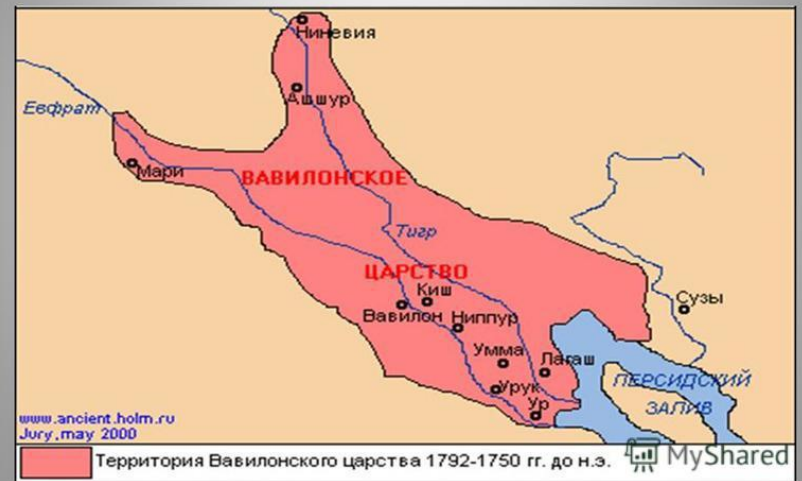 Ниневия
Ашшур
Евфрат
Мари
ВАВИЛОНСКОЕ
Тигр
ЦАРСТВО
Киш
Сузы
Вавилон
Ниппур
Умма
Лагаш
ПЕРСИДСКИЙ
ЗАЛИВ
Урук
Ур
www.ancient.holm.ru
Jury,may 2000
Территория Вавилонского царства 1792-1750 гг. до н.э.
MyShared